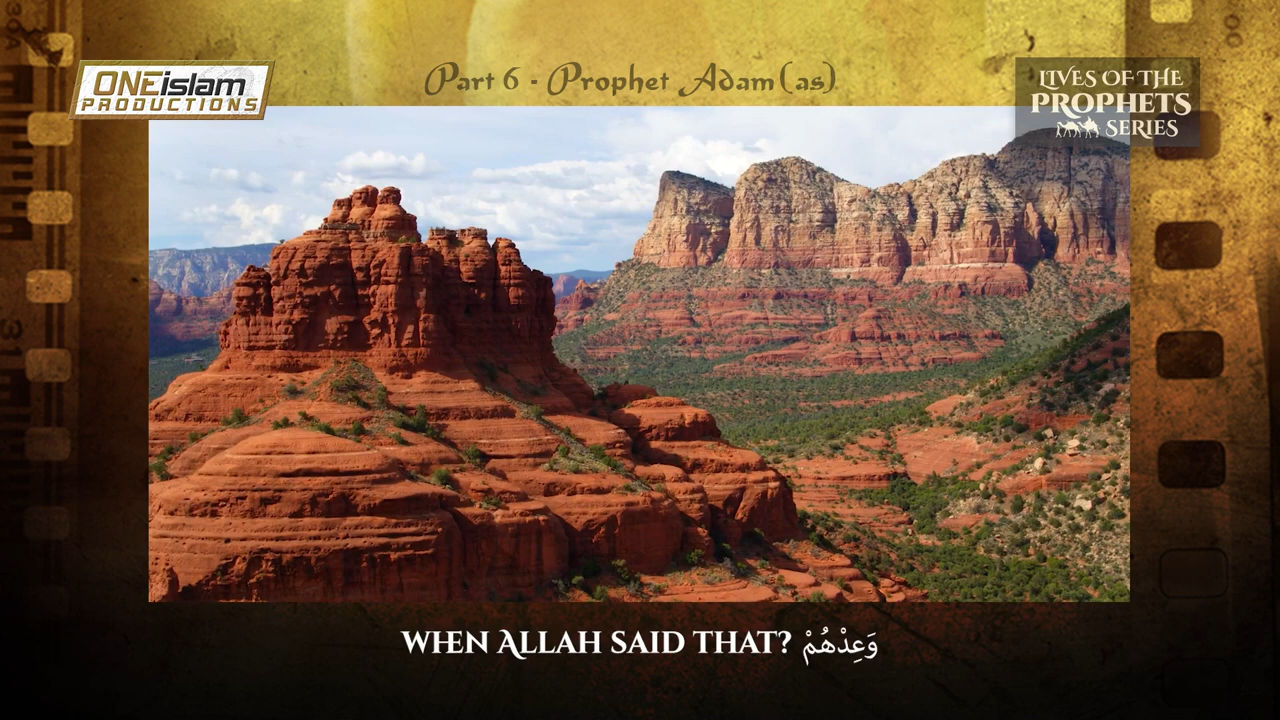 ONEislam
PRODUCTIONS
Part 6 - Prophet Adam (as)
LIVES OF THE
PROPHETS
SERIES
WHEN ALLAH SAID THAT? وَعِدْهُمْ